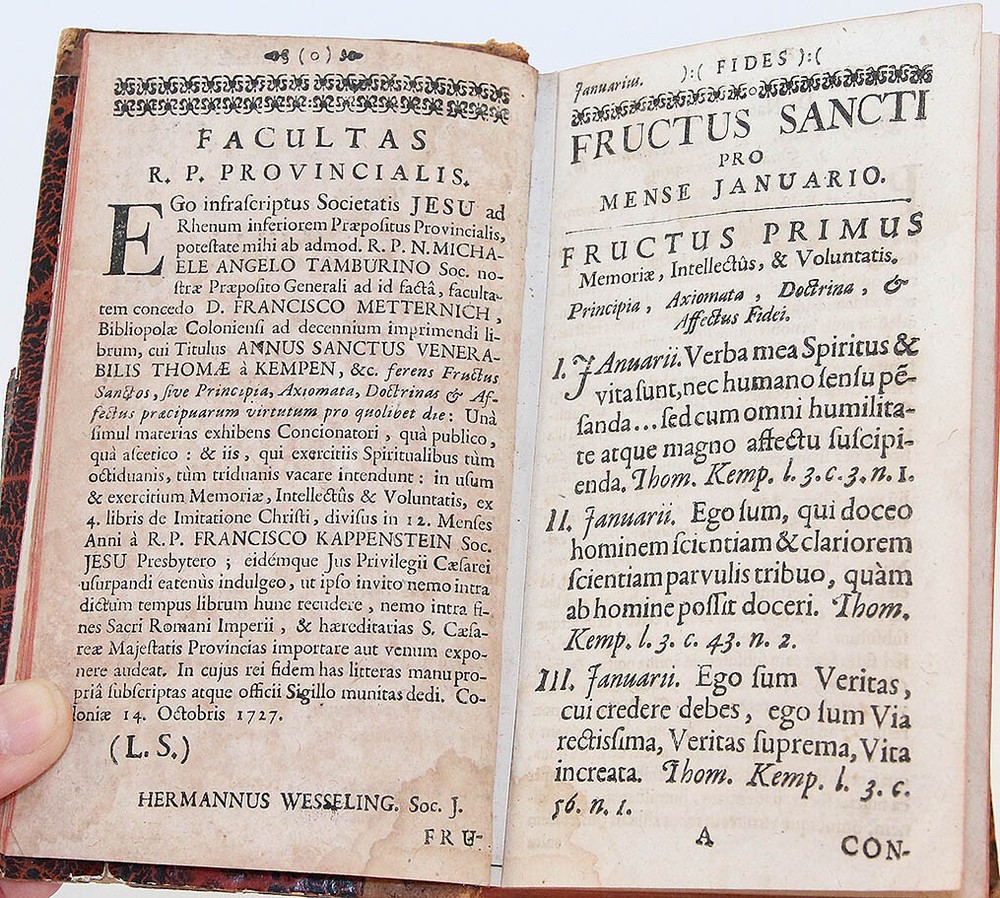 (0)
FACULTAS
R. P. PROVINCIALIS.
EGo infraſcriptus Societatis JESU ad
Rhenum inferiorem Præpoſitus Provincialis,
poteſtate mihi ab admod. R. P. N. MICHA-
ELE ANGELO TAMBURINO Soc. no-
ſtræ Præpoſito Generali ad id factâ, faculta-
tem concedo D. FRANCISCO METTERNICH,
Bibliopolæ Colonienſi ad decennium imprimendi li-
brum, cui Titulus ANNUS SANCTUS VENERA-
BILIS THOMÆ à KEMPEN, &c. ferens Fructus
Sanctos, ſive Principia, Axiomata, Doctrinas & Af-
fectus præcipuarum virtutum pro quolibet die: Unà
ſimul materias exhibens Concionatori, quà publico,
quà aſcetico: & iis, qui exercitiis Spiritualibus tùm
octiduanis, tùm triduanis vacare intendunt: in uſum
& exercitium Memoriæ, Intellectûs & Voluntatis, ex
4. libris de Imitatione Chriſti, diviſus in 12. Menſes
Anni à R. P. FRANCISCO KAPPENSTEIN Soc.
JESU Presbytero; eidémque Jus Privilegii Cæſarei
uſurpandi eatenùs indulgeo, ut ipſo invito nemo intra
dictum tempus librum hunc recudere, nemo intra fi-
nes Sacri Romani Imperii, & hæreditarias S. Cæſa-
reæ Majeſtatis Provincias importare aut venum expo-
nere audeat. In cujus rei fidem has litteras manu pro-
priâ ſubſcriptas atque officii Sigillo munitas dedi. Co-
loniæ 14. Octobris 1727.
(L. S.)
HERMANNUS WESSELING. Soc. J.
FRU-
Januarius. ):( FIDES ):(
FRUCTUS SANCTI
PRO
MENSE JANUARIO.
FRUCTUS PRIMUS
Memoriæ, Intellectûs, & Voluntatis.
Principia, Axiomata, Doctrina, &
Affectus Fidei.
I. JAnuarii. Verba mea Spiritus &
vita ſunt, nec humano ſenſu pē-
ſanda... ſed cum omni humilita-
te atque magno affectu ſuſcipi-
enda. Thom. Kemp. l. 3. c. 3. n. 1.
II. Januarii. Ego ſum, qui doceo
hominem ſcientiam & clariorem
ſcientiam parvulis tribuo, quàm
ab homine poſſit doceri. Thom.
Kemp. l. 3. c. 43. n. 2.
III. Januarii. Ego ſum Veritas,
cui credere debes, ego ſum Via
rectiſſima, Veritas ſuprema, Vita
increata. Thom. Kemp. l. 3. c.
56. n. 1.
A CON-